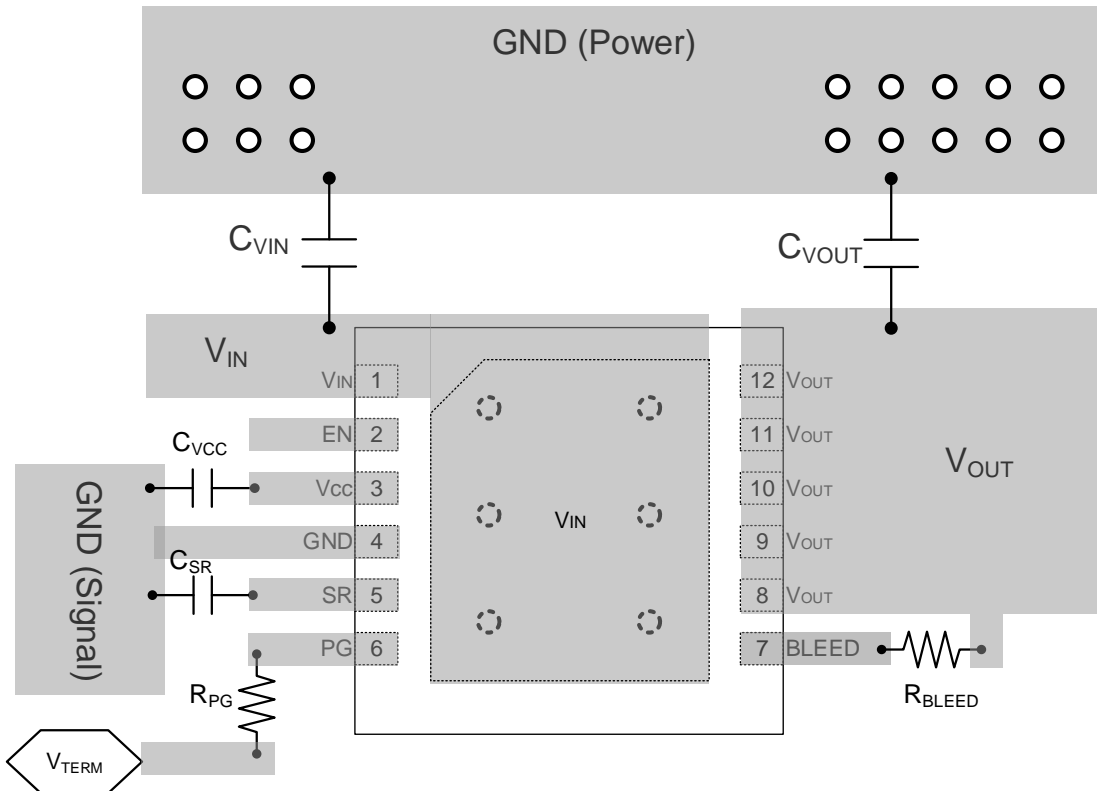 GND (Power)
CVIN
CVOUT
VIN
VIN 1
EN 2
CVCC
VCC 3
GND 4
CSR
SR 5
PG 6
GND (Signal)
RPG
VTERM
VIN
12 VOUT
11 VOUT
10 VOUT
9 VOUT
8 VOUT
7 BLEED
VOUT
RBLEED